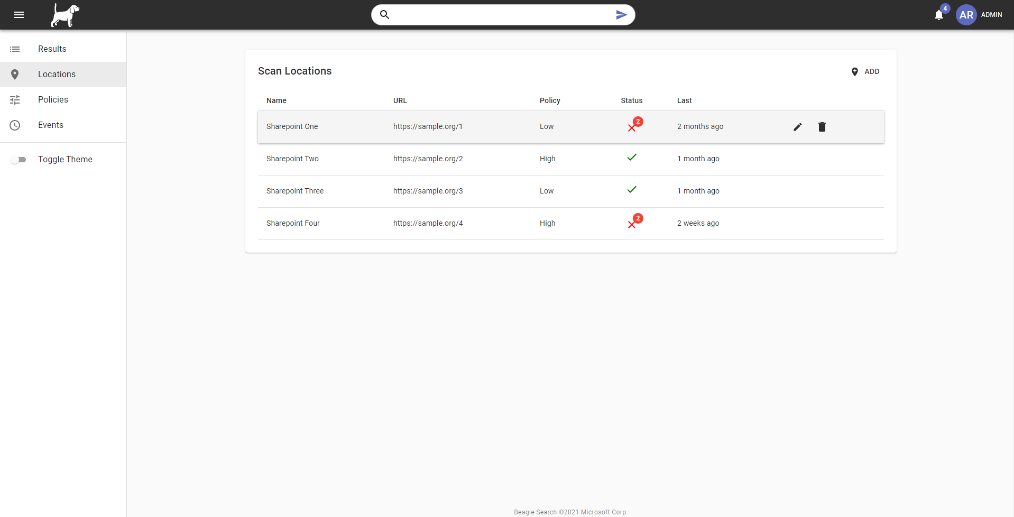 4
AR ADMIN
Results
Locations
Policies
Events
Toggle Theme
Scan Locations
ADD
Name URL Policy Status Last
Sharepoint One https://sample.org/1 Low 2 2 months ago
Sharepoint Two https://sample.org/2 High 1 month ago
Sharepoint Three https://sample.org/3 Low 1 month ago
Sharepoint Four https://sample.org/4 High 2 2 weeks ago
Beagle Search ©2021 Microsoft Corp.